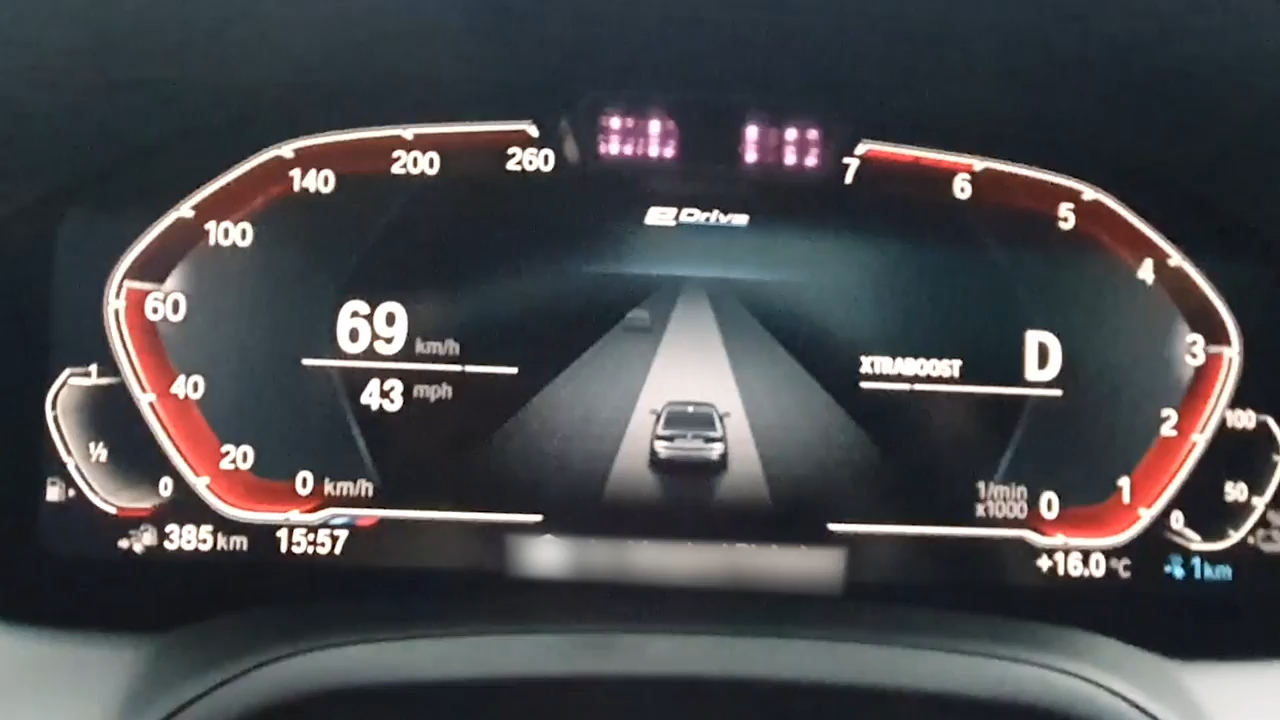 260
200
140
100
60
40
20
0 km/h
1
½
0
eDrive
69 km/h
43 mph
XTRABOOST
D
7
6
5
4
3
2
1
0
1/min
x1000
100
50
0
385 km
15:57
+16.0 °C
1 km